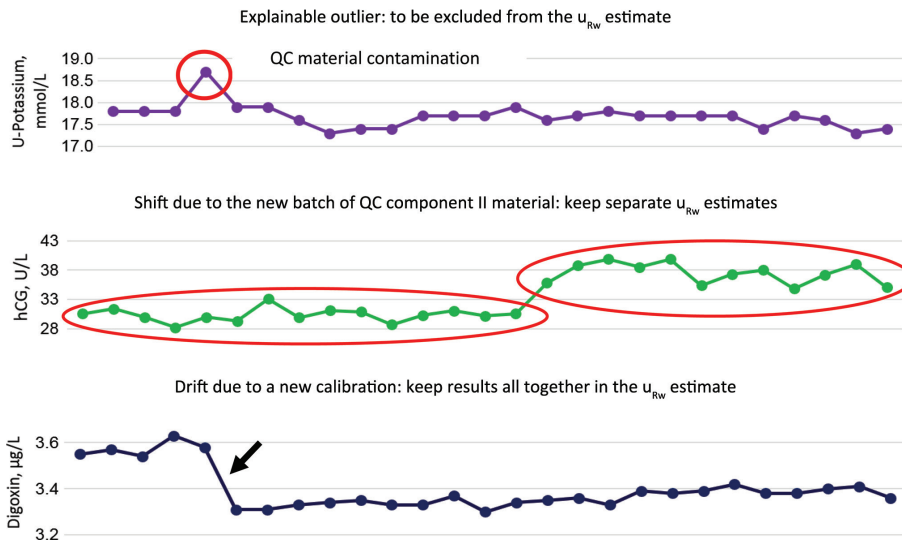 Explainable outlier: to be excluded from the uRw estimate
QC material contamination
U-Potassium,
mmol/L
19.0
18.5
18.0
17.5
17.0
Shift due to the new batch of QC component II material: keep separate uRw estimates
hCG, U/L
43
38
33
28
Drift due to a new calibration: keep results all together in the uRw estimate
Digoxin, µg/L
3.6
3.4
3.2